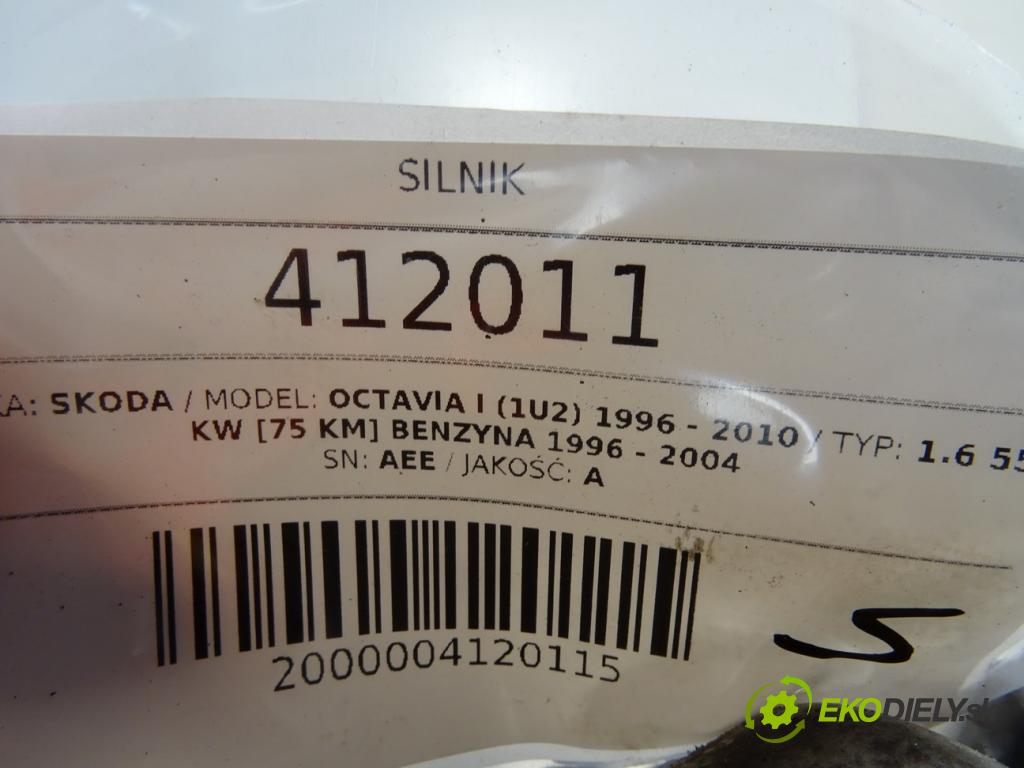 SILNIK
412011
KA: SKODA / MODEL: OCTAVIA I (1U2) 1996 - 2010 / TYP: 1.6 55
KW [75 KM] BENZYNA 1996 - 2004
SN: AEE / JAKOŚĆ: A
2000004120115
S
EKODIELY.sk